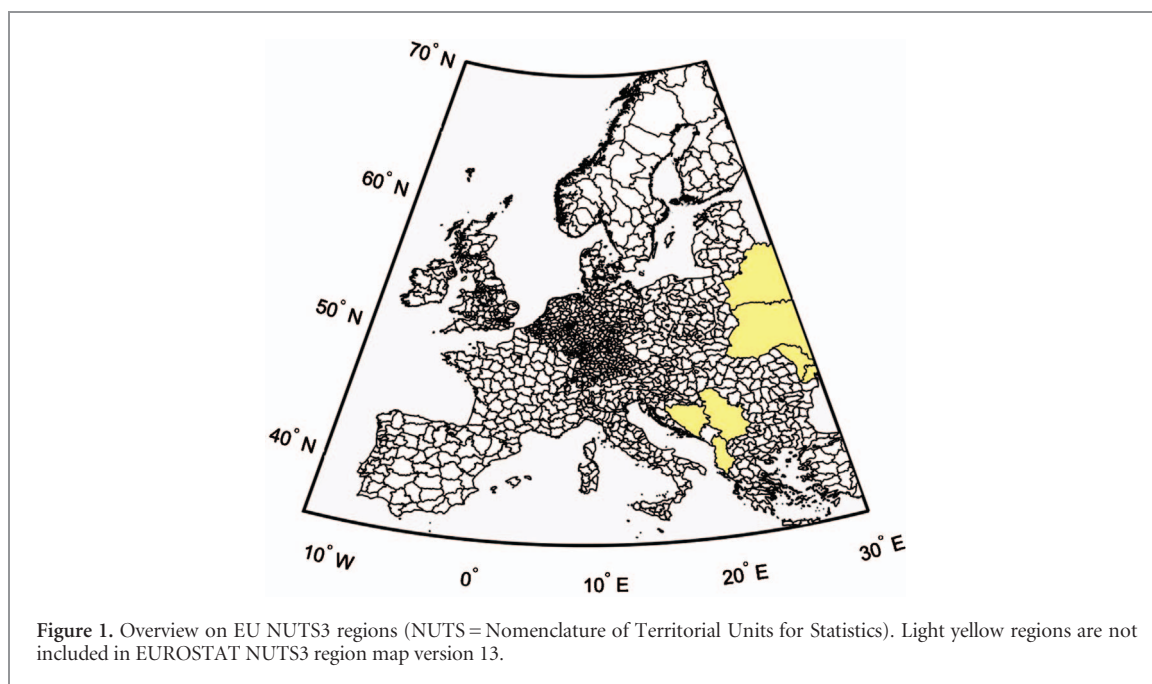 70° N
60° N
50° N
40° N
10° W
0°
10° E
20° E
30° E
Figure 1. Overview on EU NUTS3 regions (NUTS = Nomenclature of Territorial Units for Statistics). Light yellow regions are not
included in EUROSTAT NUTS3 region map version 13.